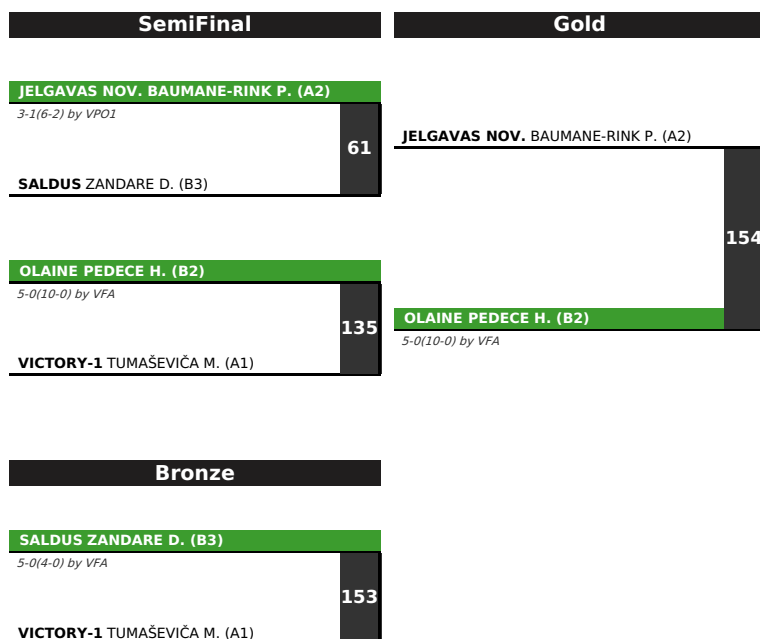 SemiFinal
JELGAVAS NOV. BAUMANE-RINK P. (A2)
3-1(6-2) by VPO1
61
SALDUS ZANDARE D. (B3)
OLAINE PEDECE H. (B2)
5-0(10-0) by VFA
135
VICTORY-1 TUMAŠEVIČA M. (A1)
Gold
JELGAVAS NOV. BAUMANE-RINK P. (A2)
154
OLAINE PEDECE H. (B2)
5-0(10-0) by VFA
Bronze
SALDUS ZANDARE D. (B3)
5-0(4-0) by VFA
153
VICTORY-1 TUMAŠEVIČA M. (A1)